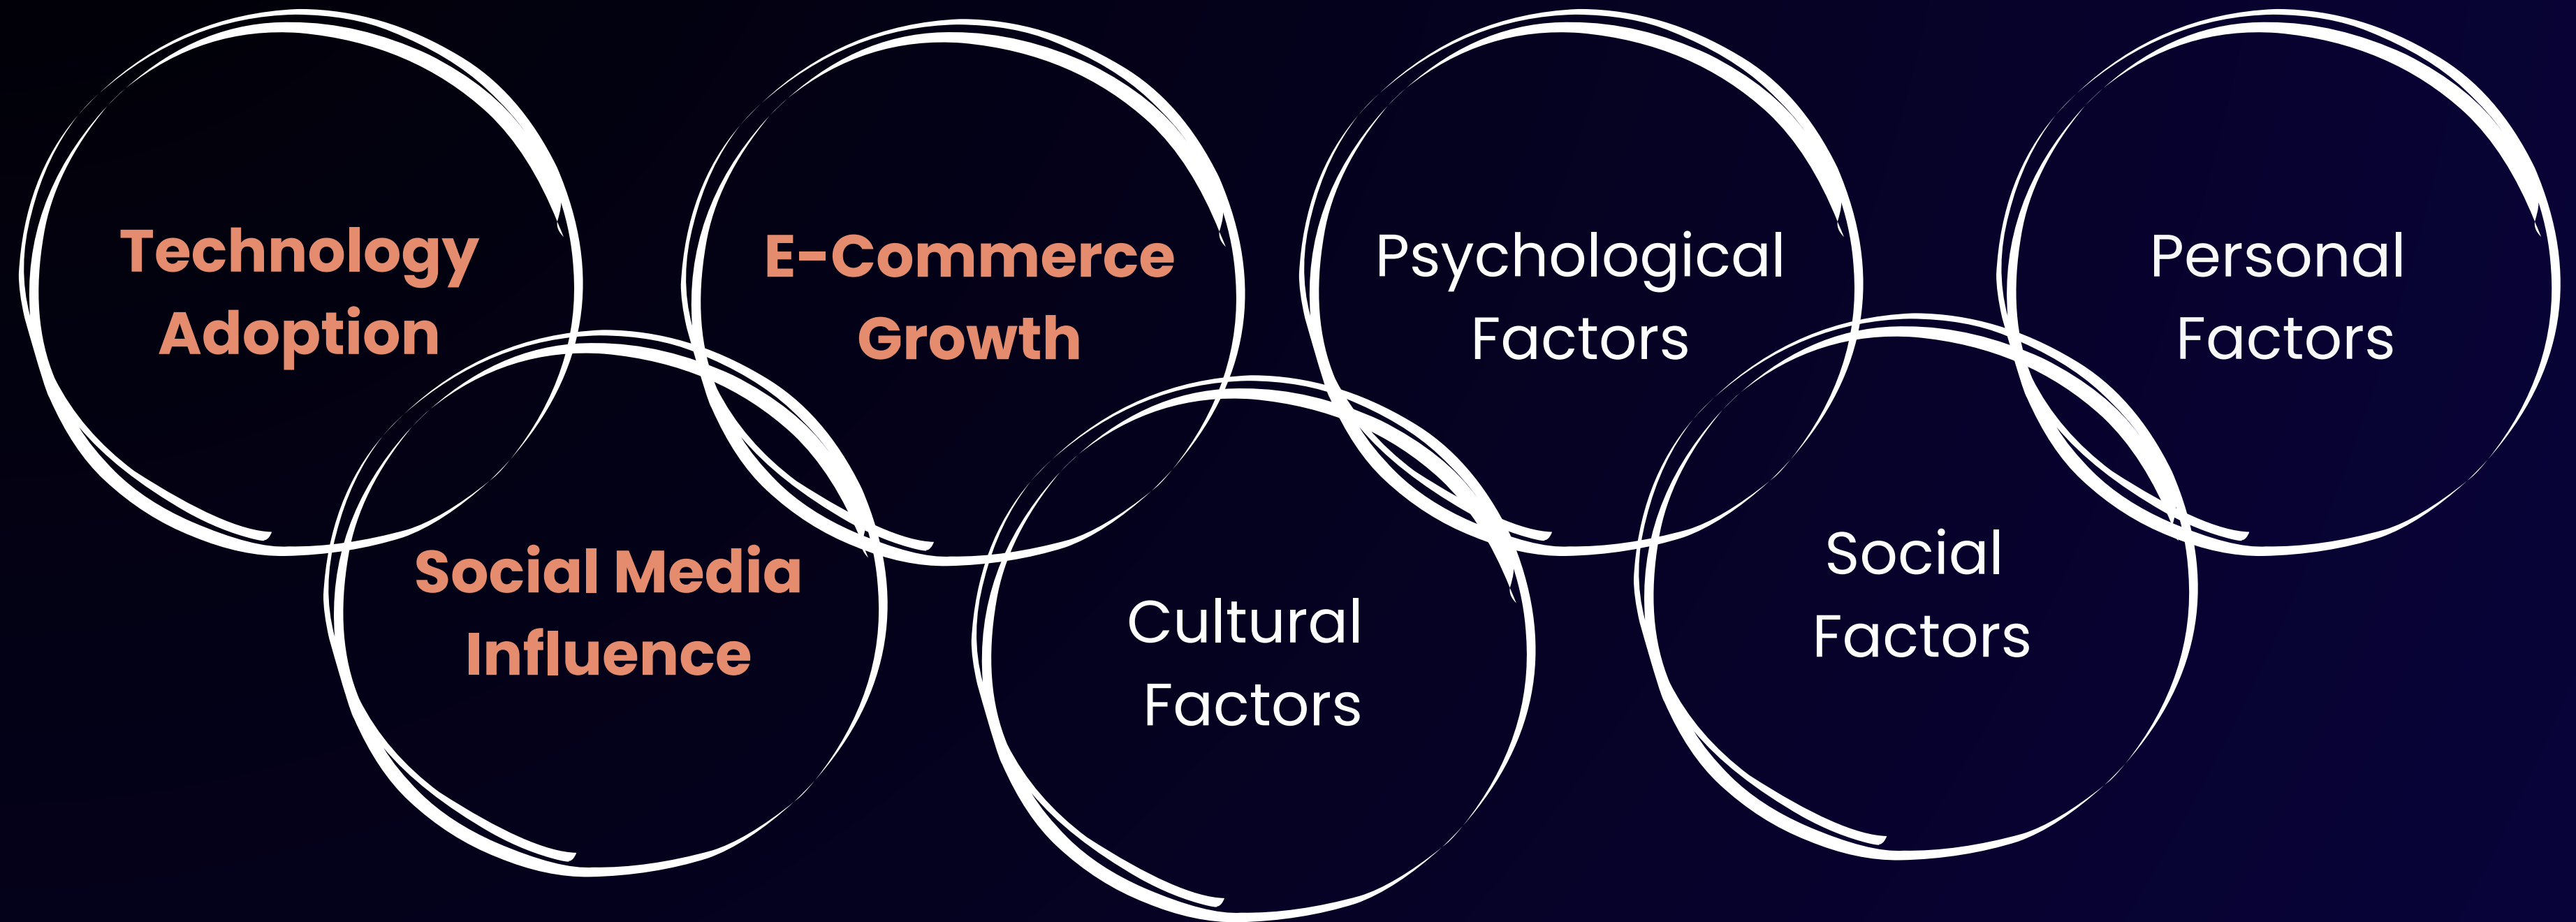 Technology
Adoption
Social Media
Influence
E-Commerce
Growth
Cultural
Factors
Psychological
Factors
Social
Factors
Personal
Factors